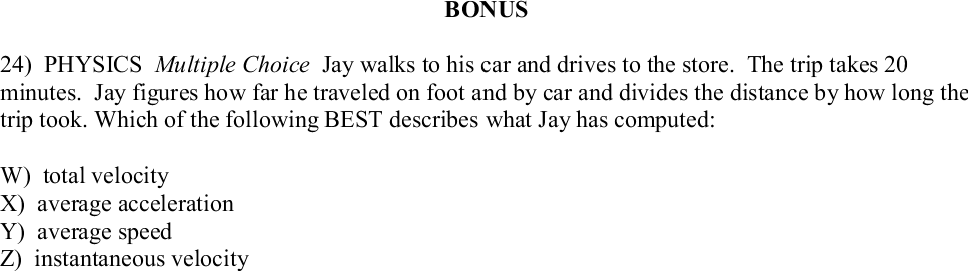 BONUS
24) PHYSICS Multiple Choice Jay walks to his car and drives to the store. The trip takes 20
minutes. Jay figures how far he traveled on foot and by car and divides the distance by how long the
trip took. Which of the following BEST describes what Jay has computed:
W) total velocity
X) average acceleration
Y) average speed
Z) instantaneous velocity